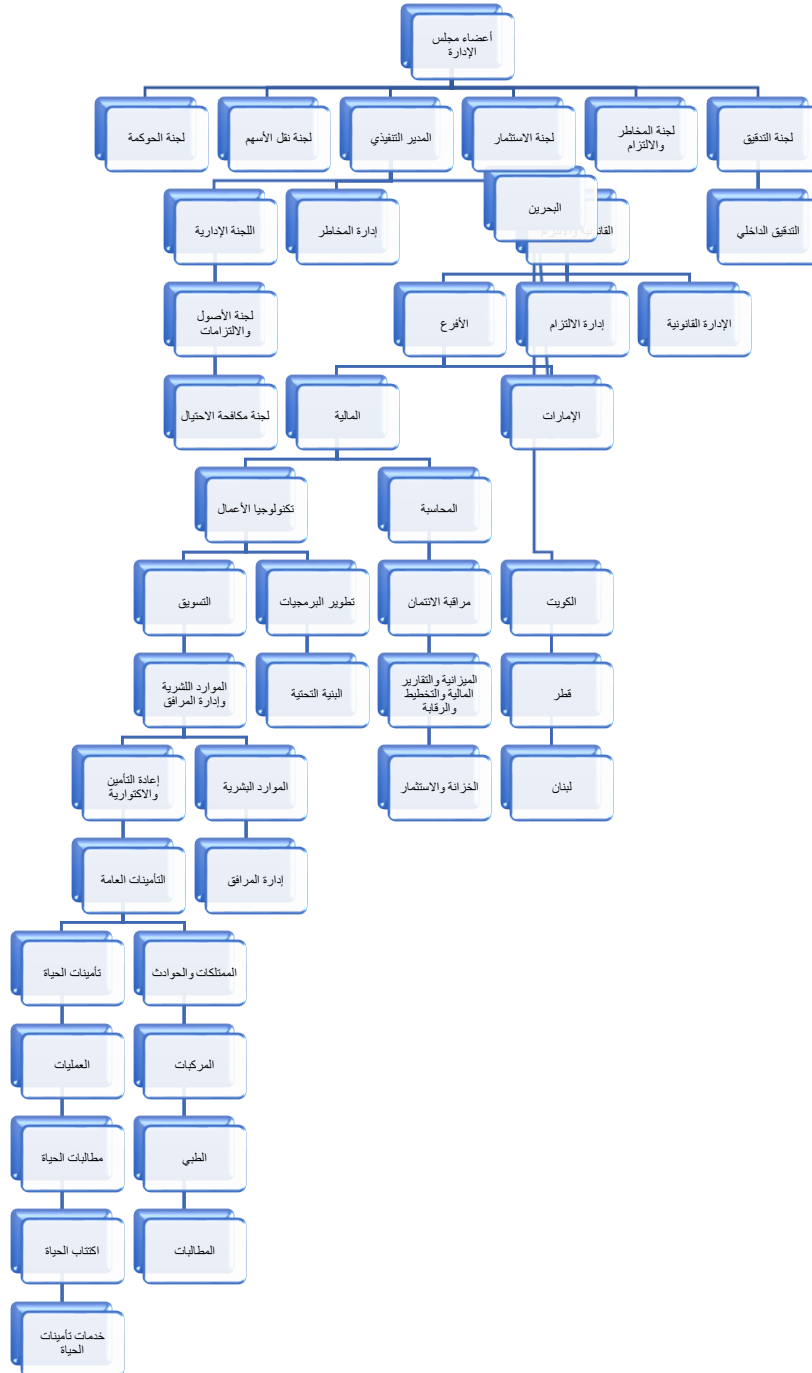 أعضاء مجلس
الإدارة
لجنة التدقيق
لجنة المخاطر
والالتزام
لجنة الاستثمار
المدير التنفيذي
لجنة نقل الأسهم
لجنة الحوكمة
التدقيق الداخلي
البحرين
إدارة المخاطر
اللجنة الإدارية
الإدارة القانونية
إدارة الالتزام
الأفرع
لجنة الأصول
والالتزامات
الإمارات
المالية
لجنة مكافحة الاحتيال
المحاسبة
تكنولوجيا الأعمال
الكويت
مراقبة الائتمان
تطوير البرمجيات
التسويق
قطر
الميزانية والتقارير
المالية والتخطيط
والرقابة
البنية التحتية
الموارد اللشرية
وإدارة المرافق
لبنان
الخزانة والاستثمار
الموارد البشرية
إعادة التأمين
والاكتوارية
إدارة المرافق
التأمينات العامة
الممتلكات والحوادث
تأمينات الحياة
المركبات
العمليات
الطبي
مطالبات الحياة
المطالبات
اكتتاب الحياة
خدمات تأمينات
الحياة